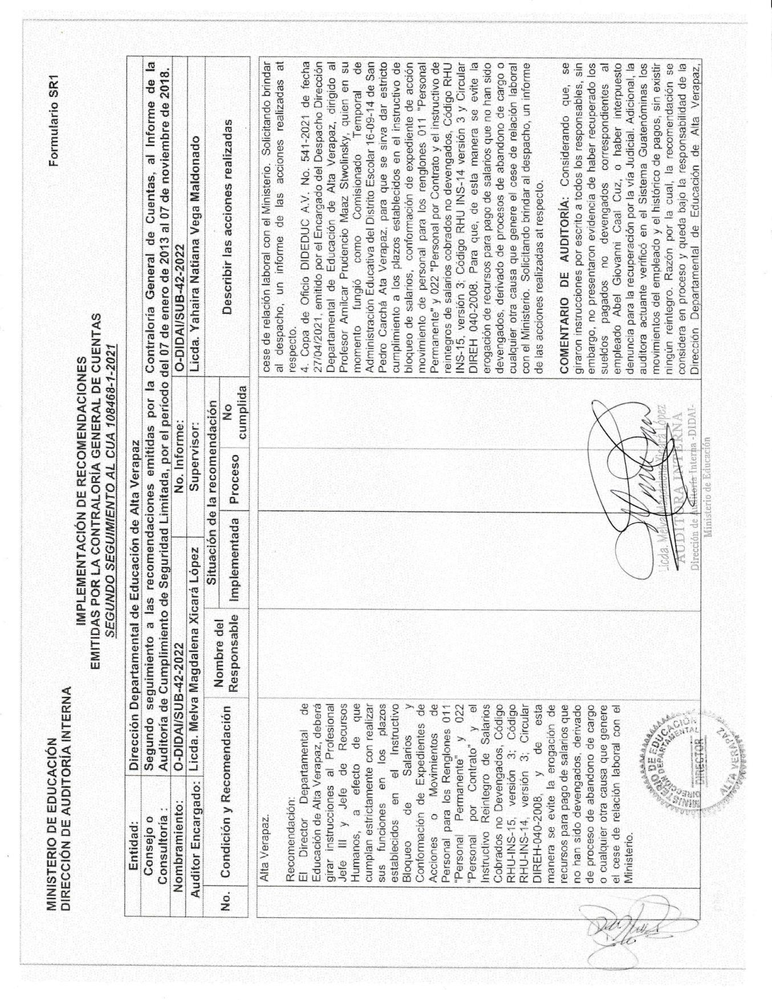 MINISTERIO DE EDUCACIÓN
DIRECCIÓN DE AUDITORÍA INTERNA
Formulario SR1
IMPLEMENTACIÓN DE RECOMENDACIONES
EMITIDAS POR LA CONTRALORÍA GENERAL DE CUENTAS
SEGUNDO SEGUIMIENTO AL CUA 108468-1-2021
Entidad: Dirección Departamental de Educación de Alta Verapaz
Consejo o Consultoría : Segundo seguimiento a las recomendaciones emitidas por la Contraloría General de Cuentas, al Informe de la
Auditoría de Cumplimiento de Seguridad Limitada, por el período del 07 de enero de 2013 al 07 de noviembre de 2018.
Nombramiento: O-DIDAI/SUB-42-2022 No. Informe: O-DIDAI/SUB-42-2022
Auditor Encargado: Licda. Melva Magdalena Xicará López Supervisor: Licda. Yahaira Natiana Vega Maldonado
No. Condición y Recomendación Nombre del Responsable Situación de la recomendación Describir las acciones realizadas
Implementada Proceso No cumplida
Alta Verapaz.
Recomendación:
El Director Departamental de
Educación de Alta Verapaz, deberá
girar instrucciones al Profesional
Jefe III y Jefe de Recursos
Humanos, a efecto de que
cumplan estrictamente con realizar
sus funciones en los plazos
establecidos en el Instructivo
Bloqueo de Salarios y
Conformación de Expedientes de
Acciones o Movimientos de
Personal para los Renglones 011
"Personal Permanente" y 022
"Personal por Contrato" y el
Instructivo Reintegro de Salarios
Cobrados no Devengados, Código
RHU-INS-15, versión 3; Código
RHU-INS-14, versión 3; Circular
DIREH-040-2008, y de esta
manera se evite la erogación de
recursos para pago de salarios que
no han sido devengados, derivado
de proceso de abandono de cargo
o cualquier otra causa que genere
el cese de relación laboral con el
Ministerio.
cese de relación laboral con el Ministerio. Solicitando brindar
al despacho, un informe de las acciones realizadas at
respecto.
4. Copa de Oficio DIDEDUC A.V. No. 541-2021 de fecha
27/04/2021, emitido por el Encargado del Despacho Dirección
Departamental de Educación de Alta Verapaz, dirigido al
Profesor Amilcar Prudencio Maaz Stwolinsky, quien en su
momento fungió como Comisionado Temporal de
Administración Educativa del Distrito Escolar 16-09-14 de San
Pedro Carchá Ata Verapaz. para que se sirva dar estricto
cumplimiento a los plazos establecidos en el instructivo de
bloqueo de salarios, conformación de expediente de acción
movimiento de personal para los renglones 011 "Personal
Permanente" y 022 "Personal por Contrato y el instructivo de
reintegros de salarios cobrados no devengados, Código RHU
INS-15, versión 3; Código RHU INS-14 versión 3 y Circular
DIREH 040-2008. Para que, de esta manera se evite la
erogación de recursos para pago de salarios que no han sido
devengados, derivado de procesos de abandono de cargo o
cualquier otra causa que genere el cese de relación laboral
con el Ministerio. Solicitando brindar al despacho, un informe
de las acciones realizadas at respecto.
COMENTARIO DE AUDITORÍA: Considerando que, se
giraron instrucciones por escrito a todos los responsables, sin
embargo, no presentaron evidencia de haber recuperado los
sueldos pagados no devengados correspondientes al
empleado Abel Giovanni Caal Cuz, o haber interpuesto
denuncia para la recuperación por la vía Judicial. Adicional, la
auditora actuante verificó en el Sistema Guatenóminas los
movimientos del empleado y el histórico de pagos, sin existir
ningún reintegro. Razón por la cual, la recomendación se
considera en proceso y queda bajo la responsabilidad de la
Dirección Departamental de Educación de Alta Verapaz,
Licda. Melva Magdalena Xicará López
AUDITORA INTERNA
Dirección de Auditoría Interna -DIDAI-
Ministerio de Educación
MINISTERIO DE EDUCACIÓN
DIRECCIÓN DEPARTAMENTAL
DIRECCIÓN
DIRECTOR
ALTA VERAPAZ